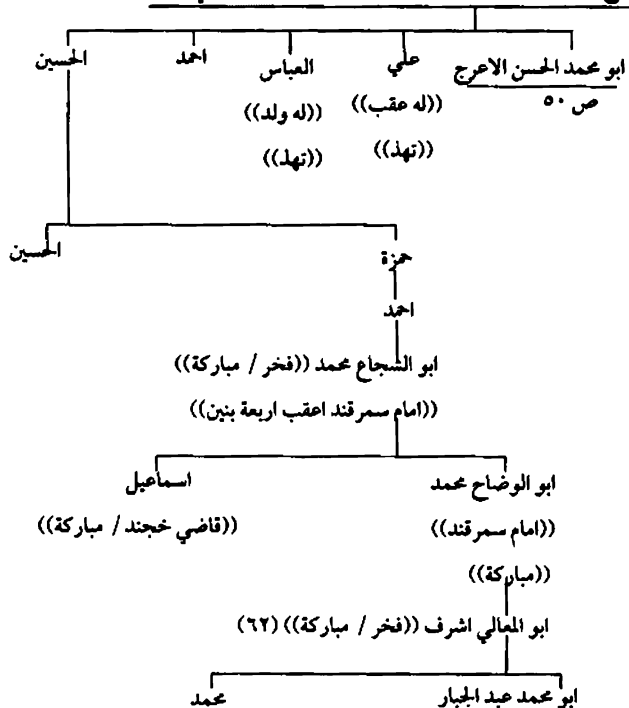 ابو محمد الحسن الاعرج علي العباس احمد الحسين
ص ٥٠ ((له عقب)) ((له ولد))
((تهذ)) ((تهذ))
حمزة الحسين
احمد
ابو الشجاع محمد ((فخر / مباركة))
((امام سمرقند اعقب اربعة بنين))
ابو الوضاح محمد اسماعيل
((امام سمرقند)) ((قاضي خجند / مباركة))
((مباركة))
ابو المعالي اشرف ((فخر / مباركة)) (٦٢)
ابو محمد عبد الجبار محمد